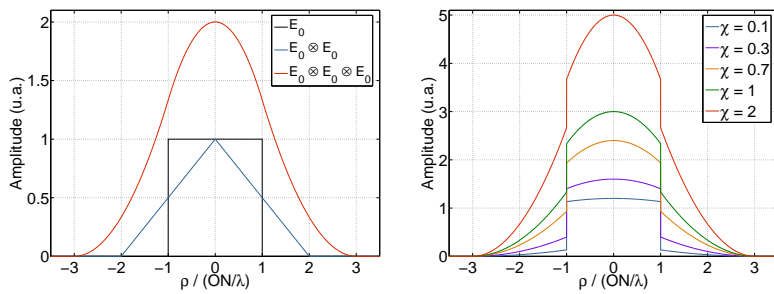 2
1.5
1
0.5
0
Amplitude (u.a.)
−3 −2 −1 0 1 2 3
ρ / (ON/λ)
E₀
E₀ ⊗ E₀
E₀ ⊗ E₀ ⊗ E₀
5
4
3
2
1
0
Amplitude (u.a.)
−3 −2 −1 0 1 2 3
ρ / (ON/λ)
χ = 0.1
χ = 0.3
χ = 0.7
χ = 1
χ = 2